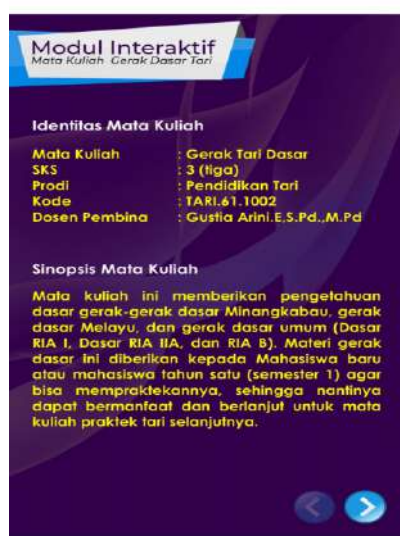 Modul Interaktif
Mata Kuliah Gerak Dasar Tari
Identitas Mata Kuliah
Mata Kuliah : Gerak Tari Dasar
SKS : 3 (tiga)
Prodi : Pendidikan Tari
Kode : TARI.61.1002
Dosen Pembina : Gustia Arini.E,S.Pd.,M.Pd
Sinopsis Mata Kuliah
Mata kuliah ini memberikan pengetahuan
dasar gerak-gerak dasar Minangkabau, gerak
dasar Melayu, dan gerak dasar umum (Dasar
RIA I, Dasar RIA IIA, dan RIA B). Materi gerak
dasar ini diberikan kepada Mahasiswa baru
atau mahasiswa tahun satu (semester 1) agar
bisa mempraktekannya, sehingga nantinya
dapat bermanfaat dan berlanjut untuk mata
kuliah praktek tari selanjutnya.